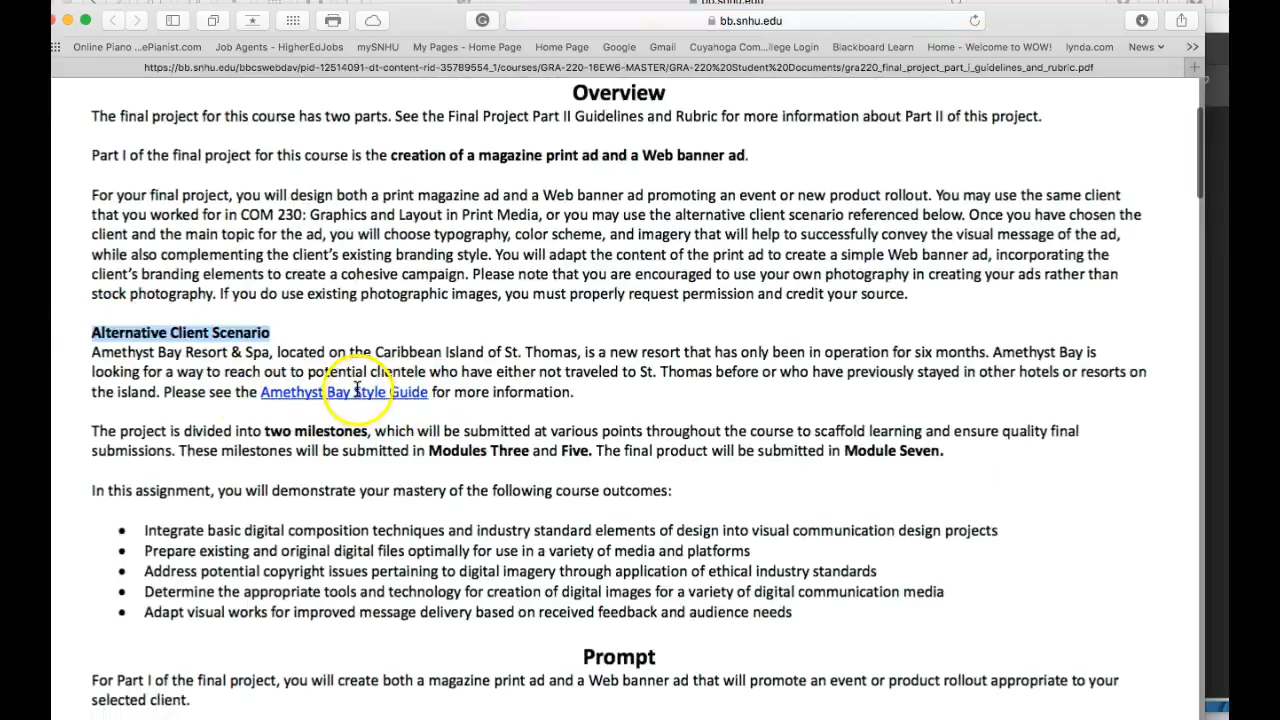 bb.snhu.edu
Online Piano ...ePianist.com Job Agents - HigherEdJobs mySNHU My Pages - Home Page Home Page Google Gmail Cuyahoga Com...llege Login Blackboard Learn Home - Welcome to WOW! lynda.com News
https://bb.snhu.edu/bbcswebdav/pid-12514091-dt-content-rid-35789554_1/courses/GRA-220-16EW6-MASTER/GRA-220%20Student%20Documents/gra220_final_project_part_i_guidelines_and_rubric.pdf
Overview
The final project for this course has two parts. See the Final Project Part II Guidelines and Rubric for more information about Part II of this project.
Part I of the final project for this course is the creation of a magazine print ad and a Web banner ad.
For your final project, you will design both a print magazine ad and a Web banner ad promoting an event or new product rollout. You may use the same client
that you worked for in COM 230: Graphics and Layout in Print Media, or you may use the alternative client scenario referenced below. Once you have chosen the
client and the main topic for the ad, you will choose typography, color scheme, and imagery that will help to successfully convey the visual message of the ad,
while also complementing the client's existing branding style. You will adapt the content of the print ad to create a simple Web banner ad, incorporating the
client's branding elements to create a cohesive campaign. Please note that you are encouraged to use your own photography in creating your ads rather than
stock photography. If you do use existing photographic images, you must properly request permission and credit your source.
Alternative Client Scenario
Amethyst Bay Resort & Spa, located on the Caribbean Island of St. Thomas, is a new resort that has only been in operation for six months. Amethyst Bay is
looking for a way to reach out to potential clientele who have either not traveled to St. Thomas before or who have previously stayed in other hotels or resorts on
the island. Please see the Amethyst Bay Style Guide for more information.
The project is divided into two milestones, which will be submitted at various points throughout the course to scaffold learning and ensure quality final
submissions. These milestones will be submitted in Modules Three and Five. The final product will be submitted in Module Seven.
In this assignment, you will demonstrate your mastery of the following course outcomes:
• Integrate basic digital composition techniques and industry standard elements of design into visual communication design projects
• Prepare existing and original digital files optimally for use in a variety of media and platforms
• Address potential copyright issues pertaining to digital imagery through application of ethical industry standards
• Determine the appropriate tools and technology for creation of digital images for a variety of digital communication media
• Adapt visual works for improved message delivery based on received feedback and audience needs
Prompt
For Part I of the final project, you will create both a magazine print ad and a Web banner ad that will promote an event or product rollout appropriate to your
selected client.